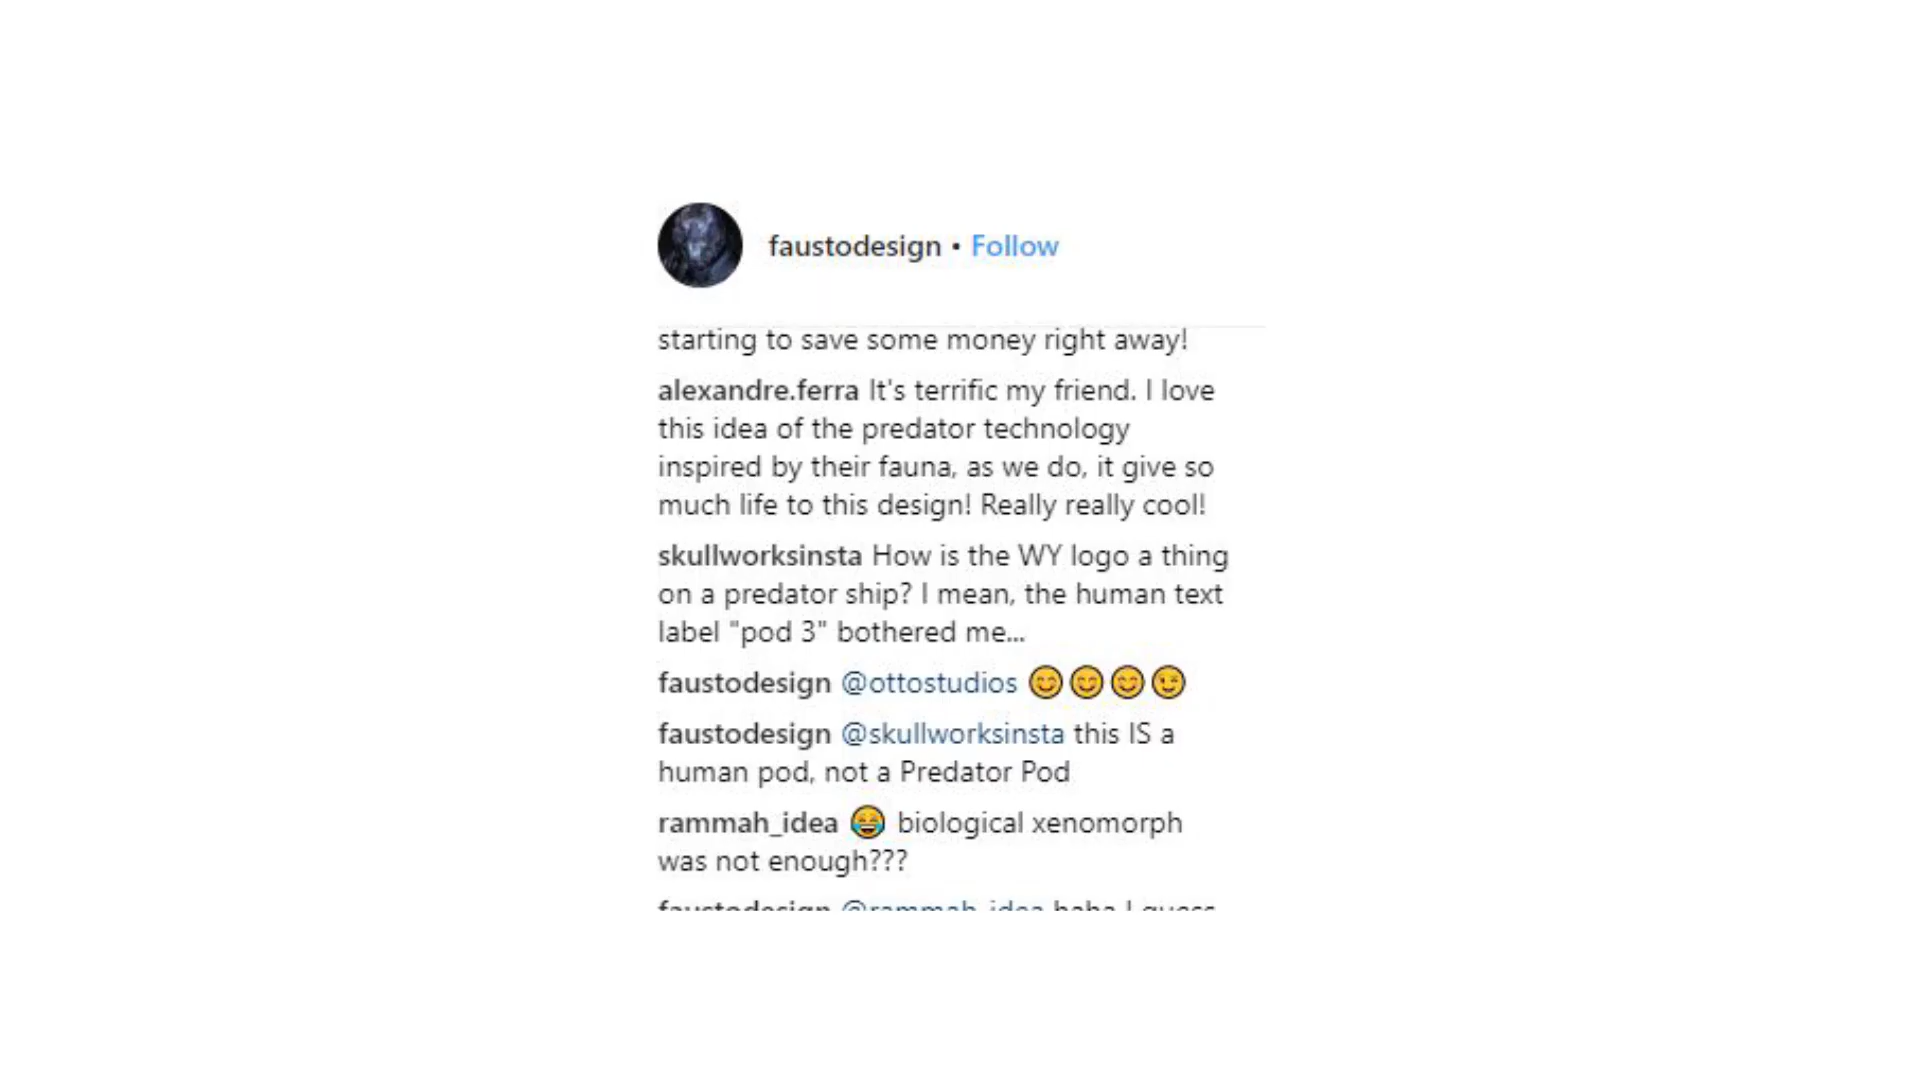 faustodesign • Follow
starting to save some money right away!
alexandre.ferra It's terrific my friend. I love
this idea of the predator technology
inspired by their fauna, as we do, it give so
much life to this design! Really really cool!
skullworksinsta How is the WY logo a thing
on a predator ship? I mean, the human text
label "pod 3" bothered me...
faustodesign @ottostudios 😊😊😊😉
faustodesign @skullworksinsta this IS a
human pod, not a Predator Pod
rammah_idea 😂 biological xenomorph
was not enough???
faustodesign @rammah_idea haha I guess